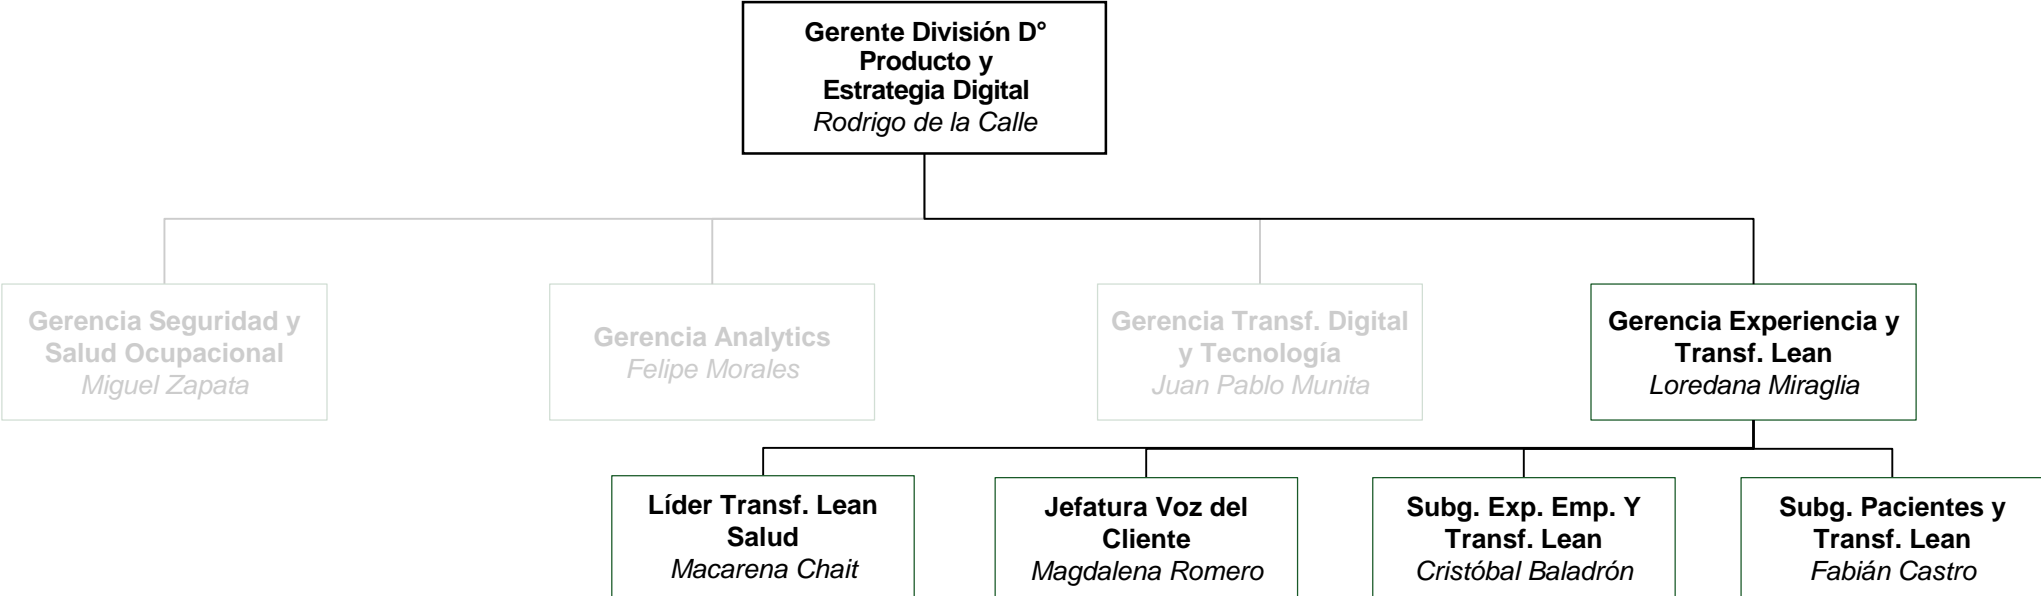 Gerente División D°
Producto y
Estrategia Digital
Rodrigo de la Calle
Gerencia Seguridad y
Salud Ocupacional
Miguel Zapata
Gerencia Analytics
Felipe Morales
Gerencia Transf. Digital
y Tecnología
Juan Pablo Munita
Gerencia Experiencia y
Transf. Lean
Loredana Miraglia
Líder Transf. Lean
Salud
Macarena Chait
Jefatura Voz del
Cliente
Magdalena Romero
Subg. Exp. Emp. Y
Transf. Lean
Cristóbal Baladrón
Subg. Pacientes y
Transf. Lean
Fabián Castro